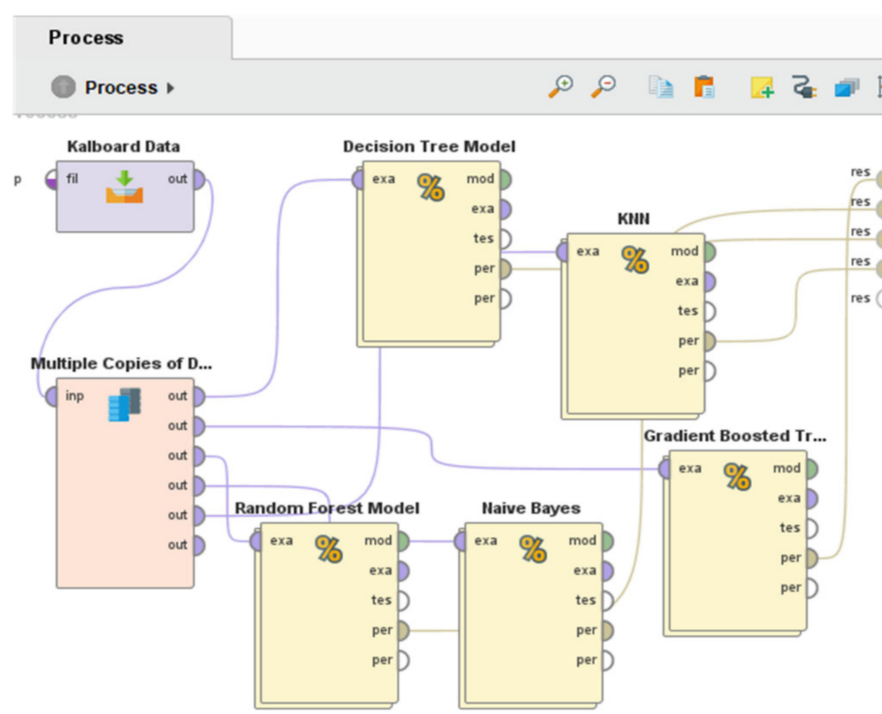 Process
Process
Kalboard Data
p
fil
out
Decision Tree Model
exa
mod
exa
tes
per
per
KNN
exa
mod
exa
tes
per
per
res
res
res
res
res
Multiple Copies of D...
inp
out
out
out
out
out
out
Gradient Boosted Tr...
exa
mod
exa
tes
per
per
Random Forest Model
exa
mod
exa
tes
per
per
Naive Bayes
exa
mod
exa
tes
per
per